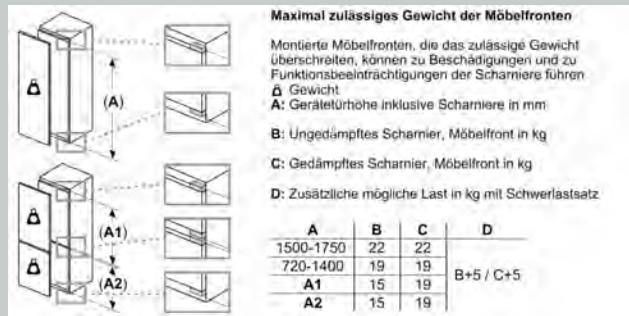 Maximal zulässiges Gewicht der Möbelfronten
Montierte Möbelfronten, die das zulässige Gewicht
überschreiten, können zu Beschädigungen und zu
Funktionsbeeinträchtigungen der Scharniere führen
Gewicht
A: Gerätetürhöhe inklusive Scharniere in mm
B: Ungedämpftes Scharnier, Möbelfront in kg
C: Gedämpftes Scharnier, Möbelfront in kg
D: Zusätzliche mögliche Last in kg mit Schwerlastsatz
(A)
(A1)
(A2)
A B C D
1500-1750 22 22
720-1400 19 19
B+5 / C+5
A1 15 19
A2 15 19